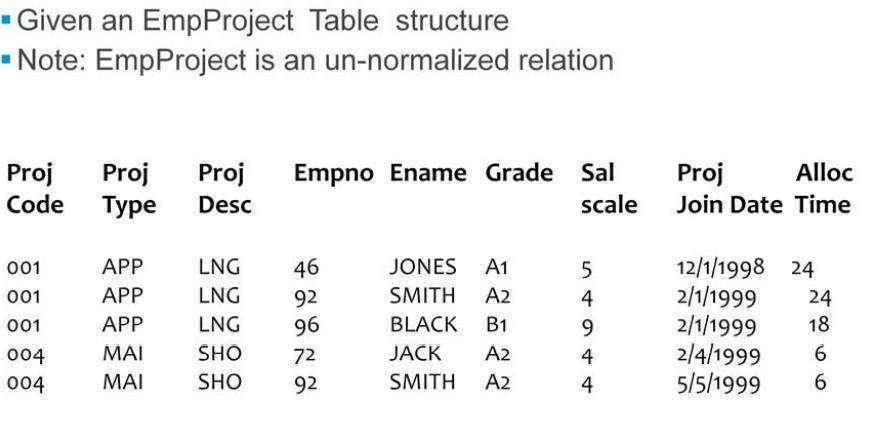 ▪ Given an EmpProject Table structure
▪ Note: EmpProject is an un-normalized relation
Proj Proj Proj Empno Ename Grade Sal Proj Alloc
Code Type Desc scale Join Date Time
001 APP LNG 46 JONES A1 5 12/1/1998 24
001 APP LNG 92 SMITH A2 4 2/1/1999 24
001 APP LNG 96 BLACK B1 9 2/1/1999 18
004 MAI SHO 72 JACK A2 4 2/4/1999 6
004 MAI SHO 92 SMITH A2 4 5/5/1999 6